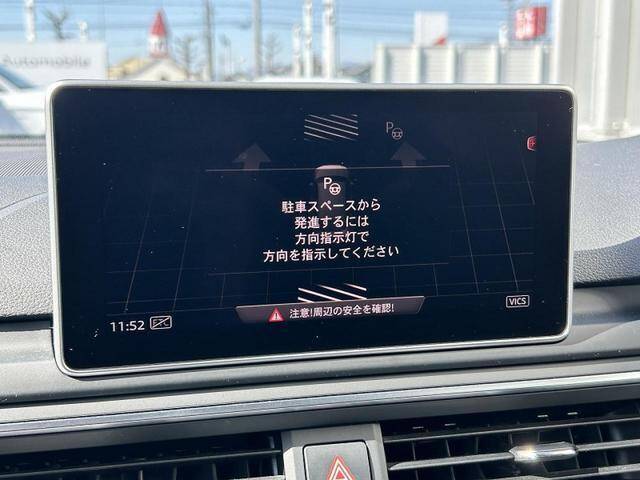 Automobile
P
P
駐車スペースから
発進するには
方向指示灯で
方向を指示してください
注意!周辺の安全を確認!
11:52 ETC
VICS